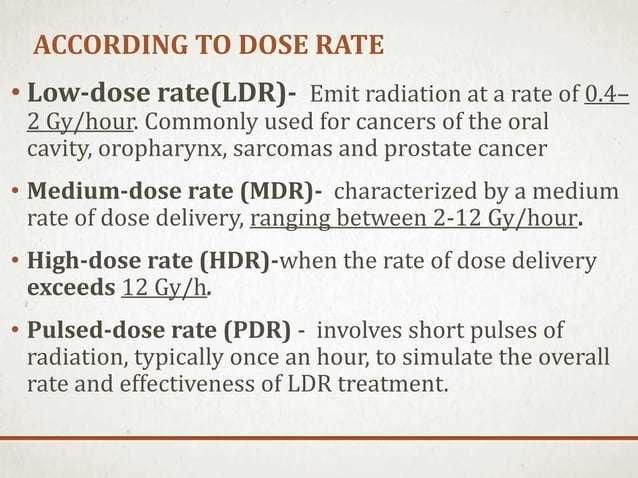 ACCORDING TO DOSE RATE
• Low-dose rate(LDR)- Emit radiation at a rate of 0.4–
2 Gy/hour. Commonly used for cancers of the oral
cavity, oropharynx, sarcomas and prostate cancer
• Medium-dose rate (MDR)- characterized by a medium
rate of dose delivery, ranging between 2-12 Gy/hour.
• High-dose rate (HDR)-when the rate of dose delivery
exceeds 12 Gy/h.
• Pulsed-dose rate (PDR) - involves short pulses of
radiation, typically once an hour, to simulate the overall
rate and effectiveness of LDR treatment.